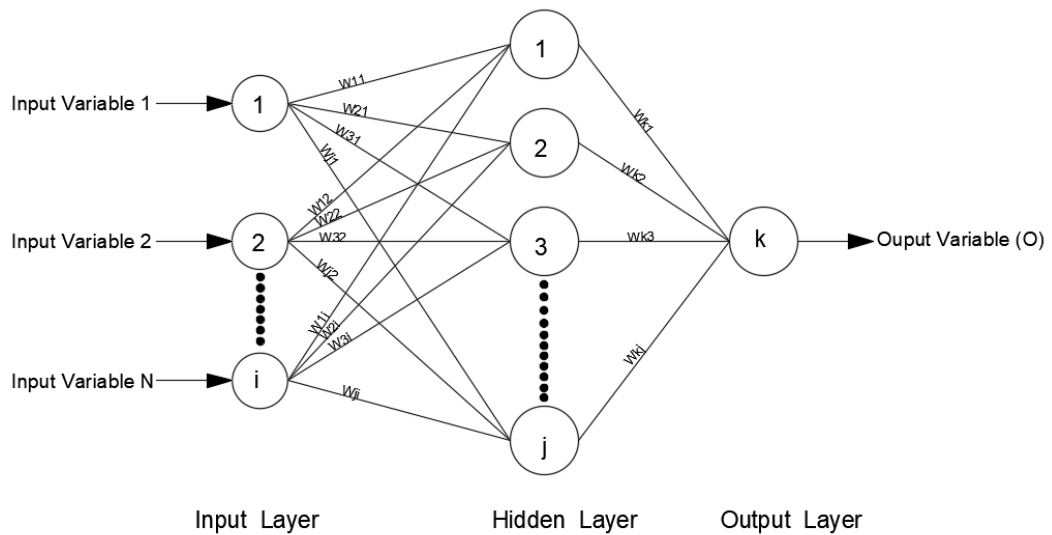 Input Variable 1
1
W11
W21
W31
Wj1
Input Variable 2
2
W12
W22
W32
Wj2
Input Variable N
i
W1i
W2i
W3i
Wji
1
2
3
j
Wk1
Wk2
Wk3
Wkj
k
Ouput Variable (O)
Input Layer
Hidden Layer
Output Layer